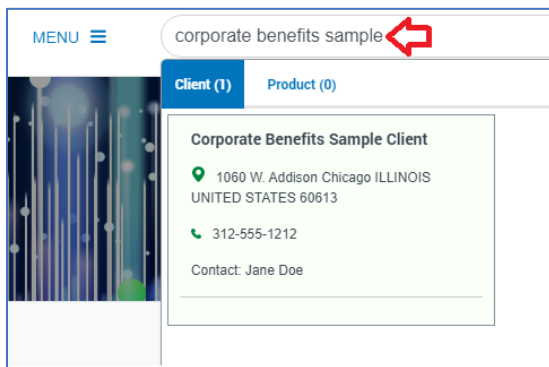 MENU
corporate benefits sample
Client (1) Product (0)
Corporate Benefits Sample Client
1060 W. Addison Chicago ILLINOIS
UNITED STATES 60613
312-555-1212
Contact: Jane Doe